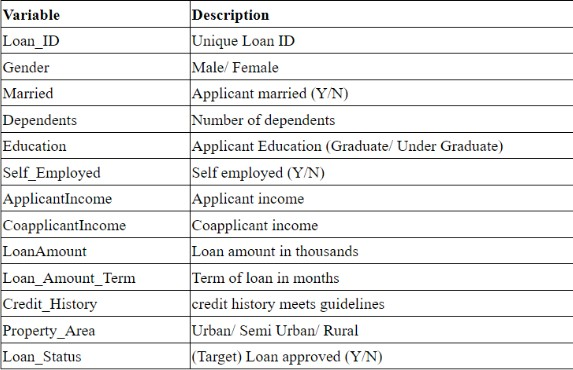 Variable Description
Loan_ID Unique Loan ID
Gender Male/ Female
Married Applicant married (Y/N)
Dependents Number of dependents
Education Applicant Education (Graduate/ Under Graduate)
Self_Employed Self employed (Y/N)
ApplicantIncome Applicant income
CoapplicantIncome Coapplicant income
LoanAmount Loan amount in thousands
Loan_Amount_Term Term of loan in months
Credit_History credit history meets guidelines
Property_Area Urban/ Semi Urban/ Rural
Loan_Status (Target) Loan approved (Y/N)